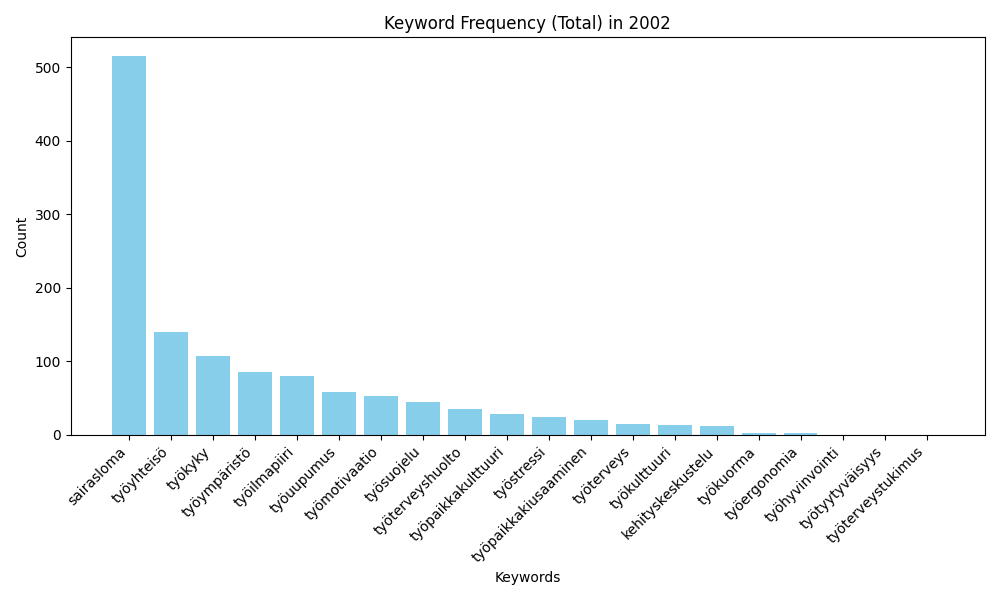 Keyword Frequency (Total) in 2002
500
400
300
200
100
0
Count
sairasloma
työyhteisö
työkyky
työympäristö
työilmapiiri
työuupumus
työmotivaatio
työsuojelu
työterveyshuolto
työpaikkakulttuuri
työstressi
työpaikkakiusaaminen
työterveys
työkulttuuri
kehityskeskustelu
työkuorma
työergonomia
työhyvinvointi
työtyytyväisyys
työterveystukimus
Keywords